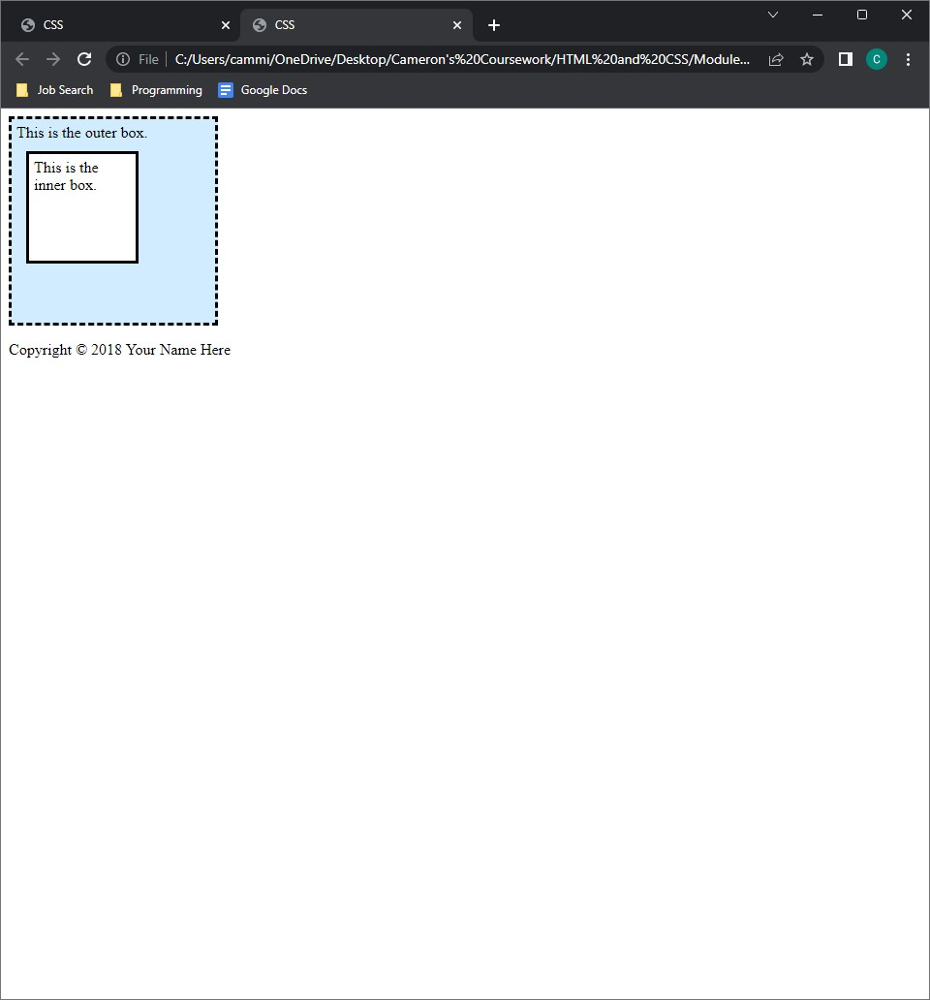 CSS
CSS
File
C:/Users/cammi/OneDrive/Desktop/Cameron's%20Coursework/HTML%20and%20CSS/Module...
C
Job Search
Programming
Google Docs
This is the outer box.
This is the
inner box.
Copyright © 2018 Your Name Here